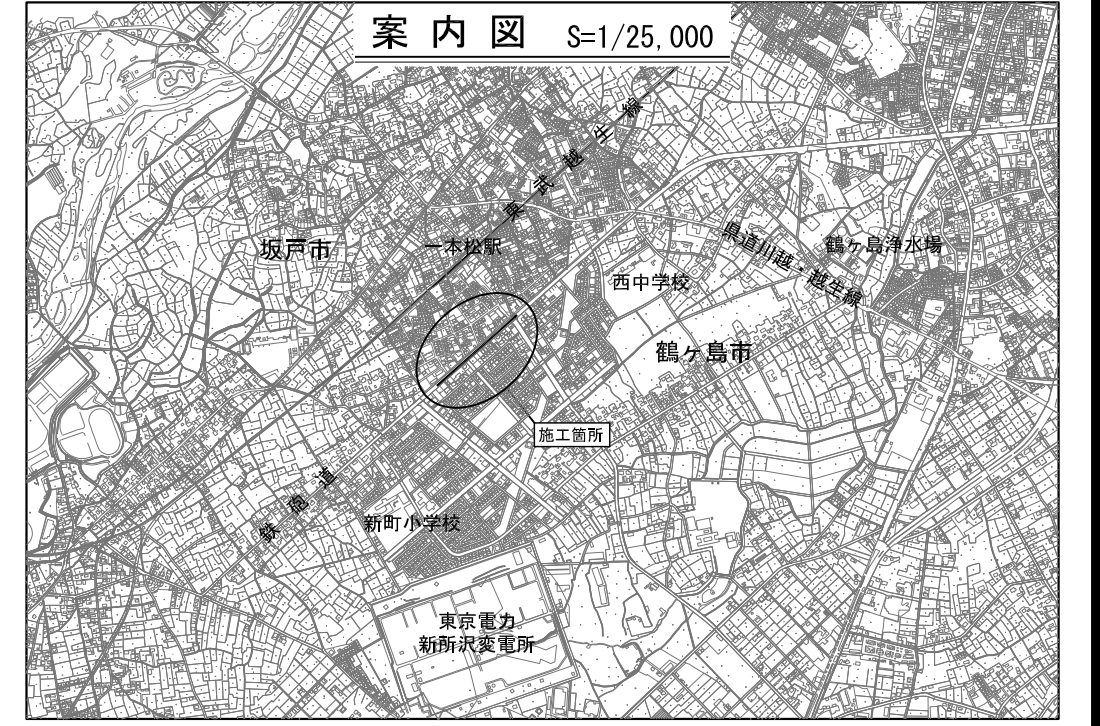 案内図 S=1/25,000
東武越生線
坂戸市
一本松駅
県道川越・越生線
鶴ヶ島浄水場
西中学校
鶴ヶ島市
施工箇所
鉄砲道
新町小学校
東京電力
新所沢変電所